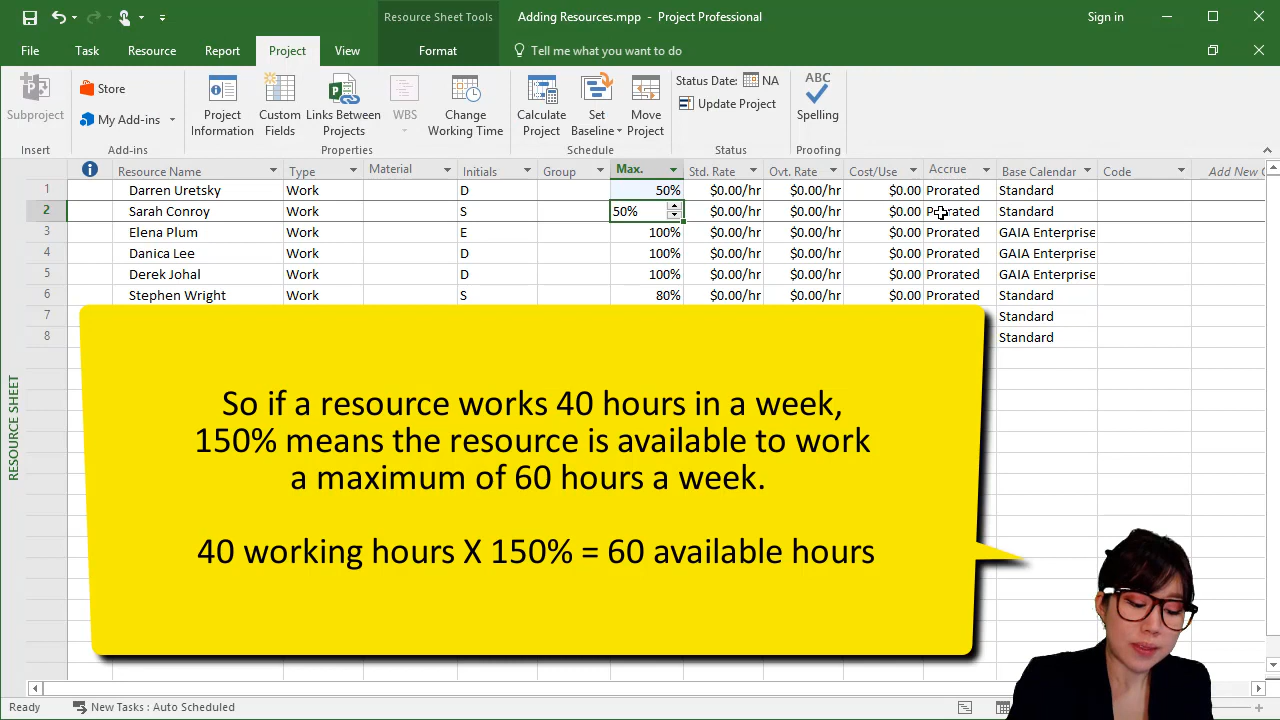 Resource Sheet Tools
Adding Resources.mpp - Project Professional
Sign in
File Task Resource Report Project View Format Tell me what you want to do
Subproject
Store
My Add-ins
Project Information
Custom Fields
Links Between Projects
WBS
Change Working Time
Calculate Project
Set Baseline
Move Project
Status Date: NA
Update Project
ABC
Spelling
Insert Add-ins Properties Schedule Status Proofing
Resource Name Type Material Initials Group Max. Std. Rate Ovt. Rate Cost/Use Accrue Base Calendar Code Add New C
1 Darren Uretsky Work D 50% $0.00/hr $0.00/hr $0.00 Prorated Standard
2 Sarah Conroy Work S 50% $0.00/hr $0.00/hr $0.00 Prorated Standard
3 Elena Plum Work E 100% $0.00/hr $0.00/hr $0.00 Prorated GAIA Enterprise
4 Danica Lee Work D 100% $0.00/hr $0.00/hr $0.00 Prorated GAIA Enterprise
5 Derek Johal Work D 100% $0.00/hr $0.00/hr $0.00 Prorated GAIA Enterprise
6 Stephen Wright Work S 80% $0.00/hr $0.00/hr $0.00 Prorated Standard
7 Standard
8 Standard
RESOURCE SHEET
So if a resource works 40 hours in a week,
150% means the resource is available to work
a maximum of 60 hours a week.
40 working hours X 150% = 60 available hours
Ready New Tasks : Auto Scheduled